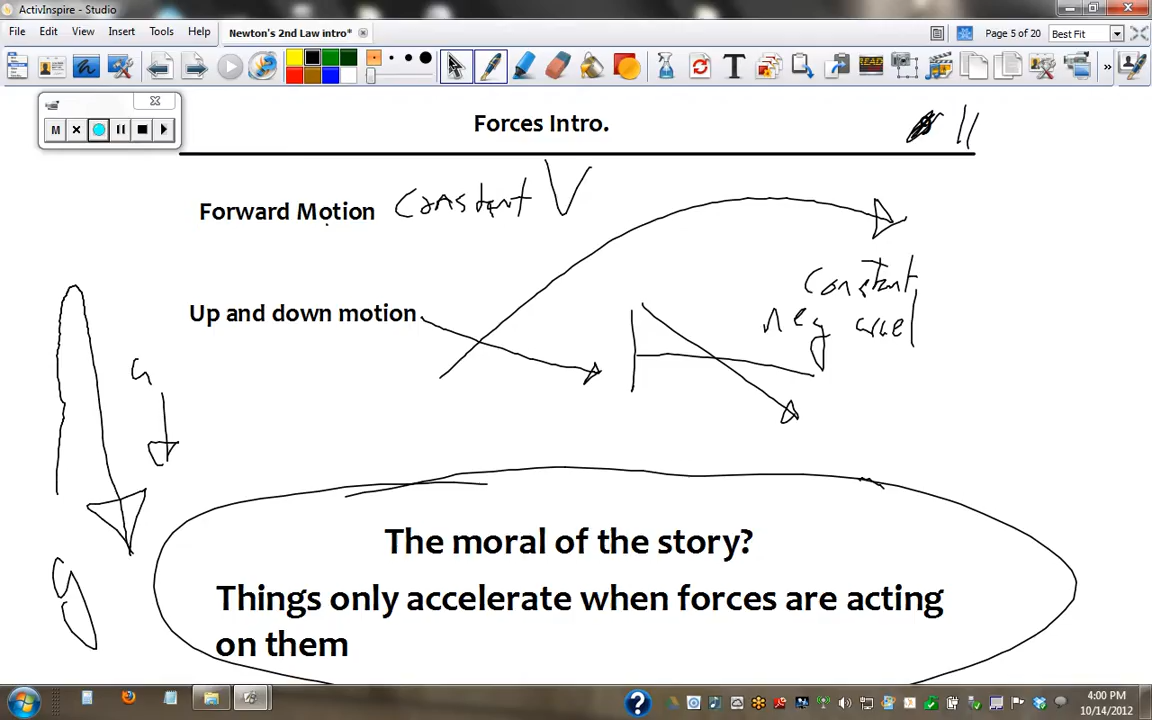 ActivInspire - Studio
File Edit View Insert Tools Help Newton's 2nd Law intro* Page 5 of 20 Best Fit
M
READ
Forces Intro.
11
Forward Motion Constant V
Constant
neg accel
Up and down motion
a
The moral of the story?
Things only accelerate when forces are acting
on them
g
4:00 PM
10/14/2012